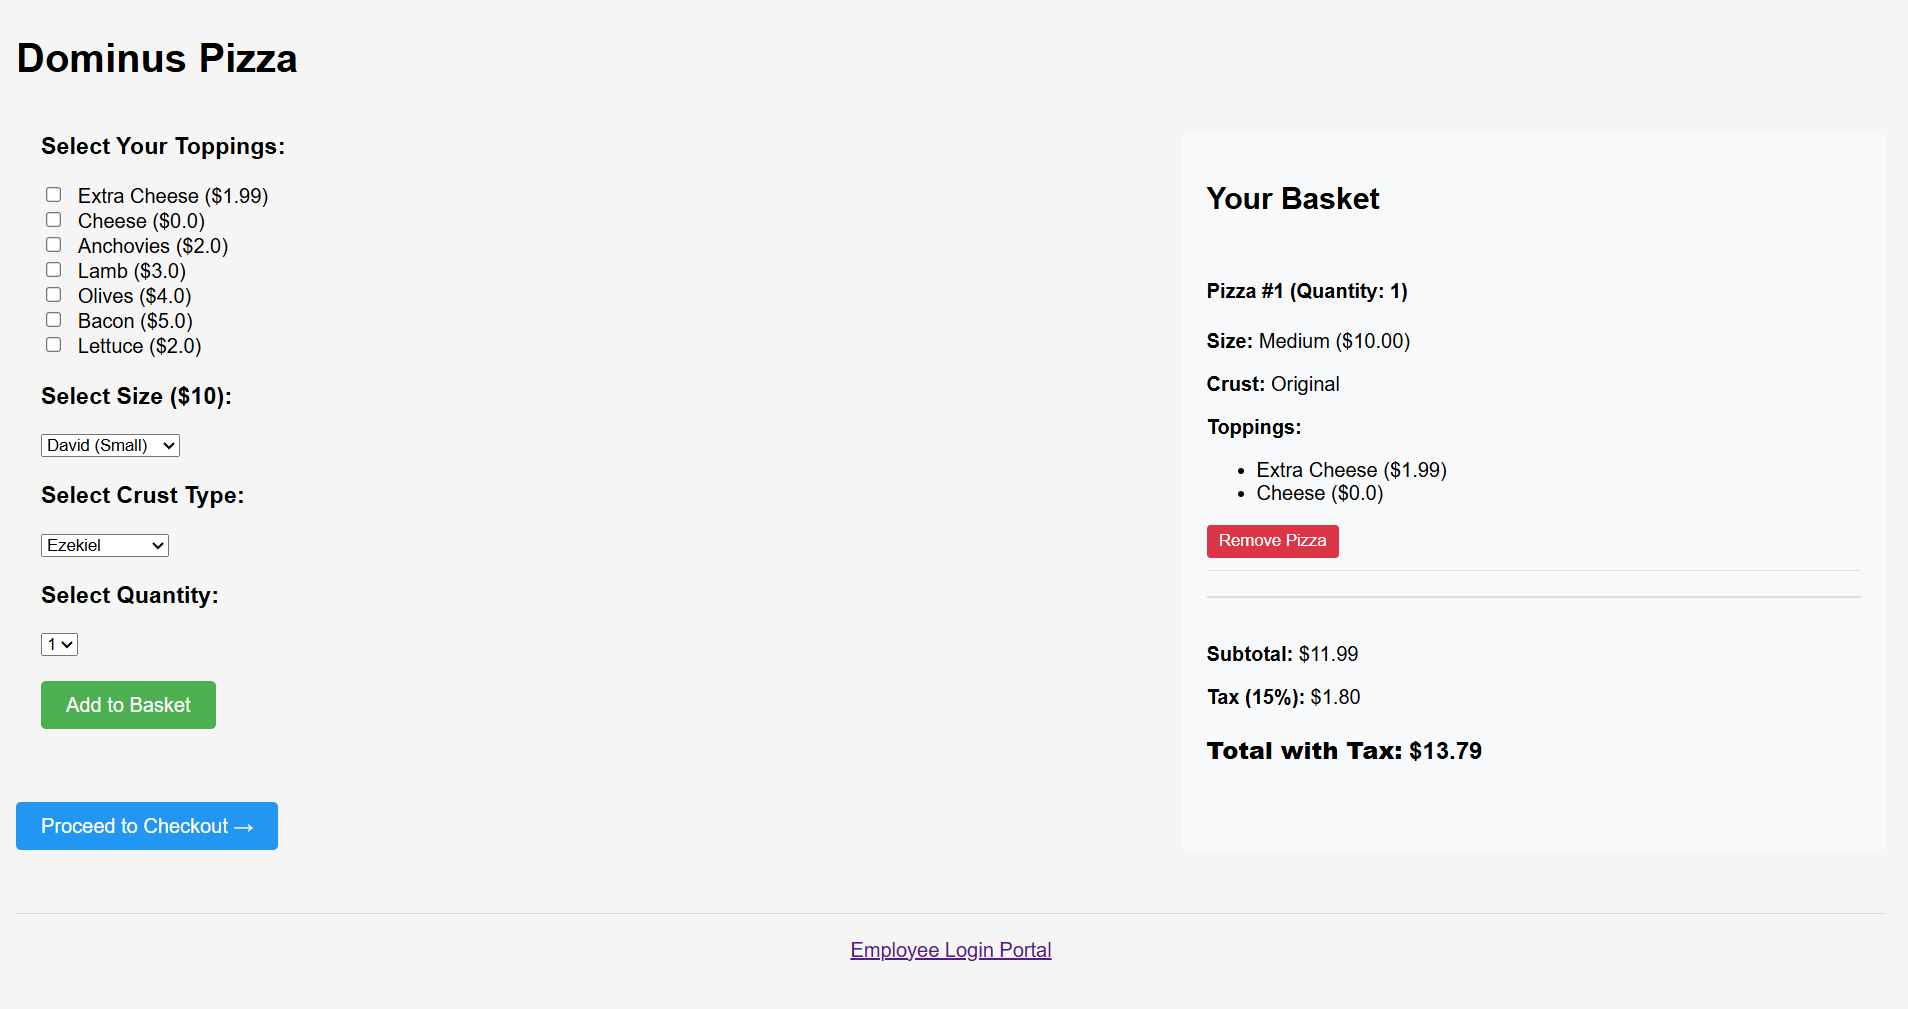 Dominus Pizza
Select Your Toppings:
Extra Cheese ($1.99)
Cheese ($0.0)
Anchovies ($2.0)
Lamb ($3.0)
Olives ($4.0)
Bacon ($5.0)
Lettuce ($2.0)
Select Size ($10):
David (Small)
Select Crust Type:
Ezekiel
Select Quantity:
1
Add to Basket
Proceed to Checkout →
Your Basket
Pizza #1 (Quantity: 1)
Size: Medium ($10.00)
Crust: Original
Toppings:
• Extra Cheese ($1.99)
• Cheese ($0.0)
Remove Pizza
Subtotal: $11.99
Tax (15%): $1.80
Total with Tax: $13.79
Employee Login Portal